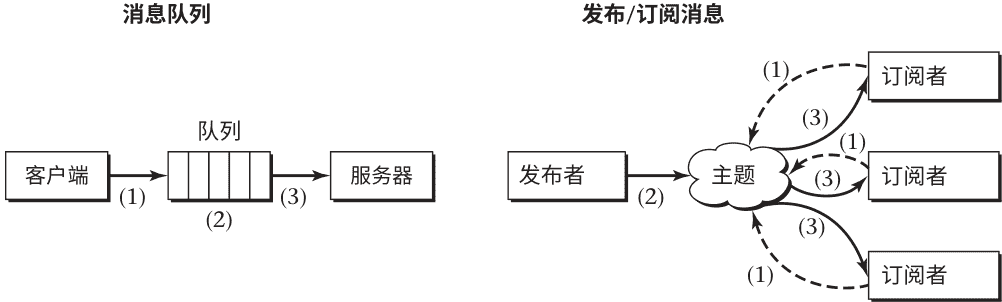 消息队列
队列
客户端
(1)
(2)
(3)
服务器
发布/订阅消息
发布者
(2)
主题
(1)
(3)
订阅者
(1)
(3)
订阅者
(3)
(1)
订阅者